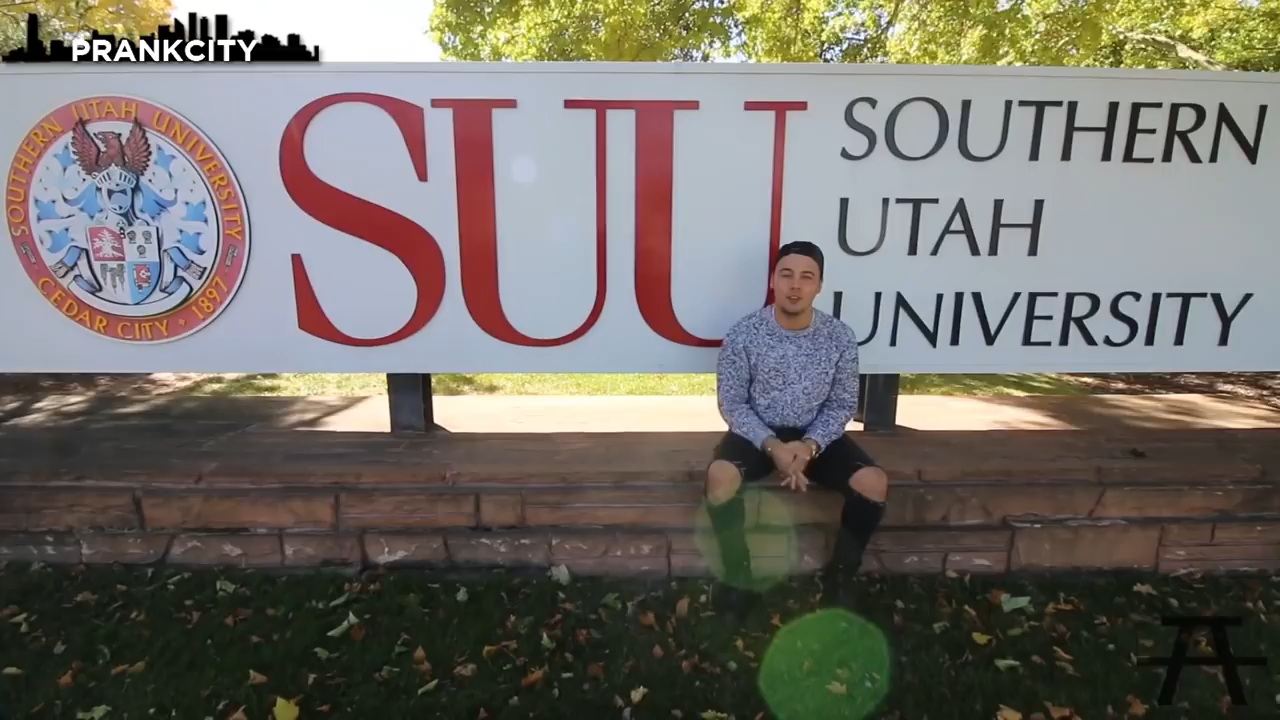 PRANKCITY
SOUTHERN UTAH UNIVERSITY
CEDAR CITY • 1897
SUU
SOUTHERN
UTAH
UNIVERSITY